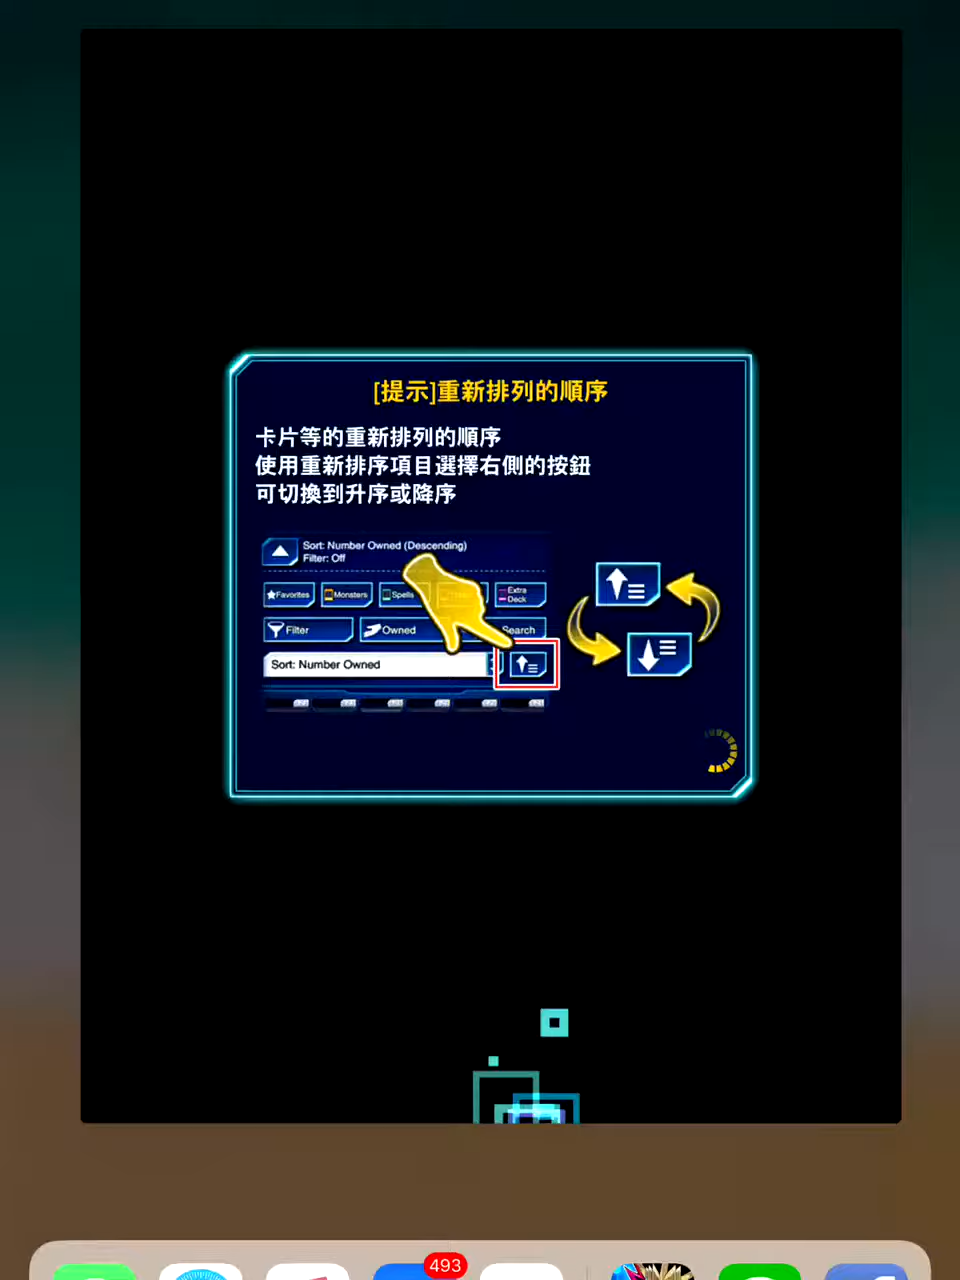 [提示]重新排列的順序
卡片等的重新排列的順序
使用重新排序項目選擇右側的按鈕
可切換到升序或降序
Sort: Number Owned (Descending)
Filter: Off
Favorites
Monsters
Spells
Extra Deck
Filter
Owned
Search
Sort: Number Owned
493